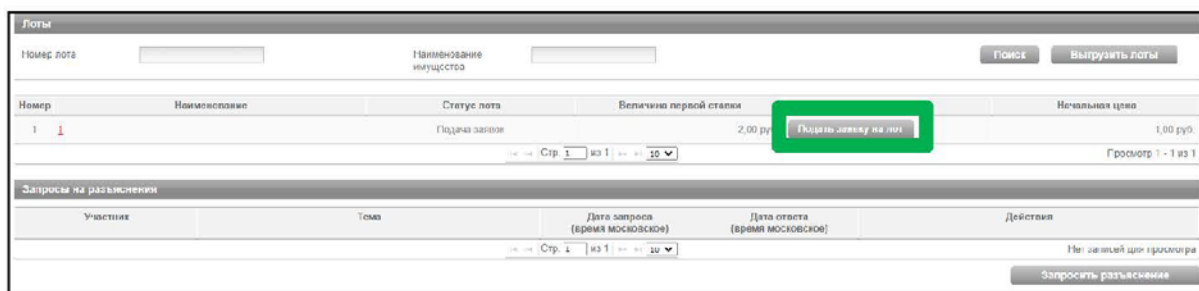 Лоты
Номер лота
Наименование
имущества
Поиск
Выгрузить лоты
Номер Наименование Статус лота Величина первой ставки Начальная цена
1 1 Подача заявок 2,00 ру Подать заявку на лот 1,00 руб.
Стр. 1 из 1 10 Просмотр 1 - 1 из 1
Запросы на разъяснения
Участник Тема Дата запроса
(время московское) Дата ответа
(время московское) Действия
Стр. 1 из 1 10 Нет записей для просмотра
Запросить разъяснение